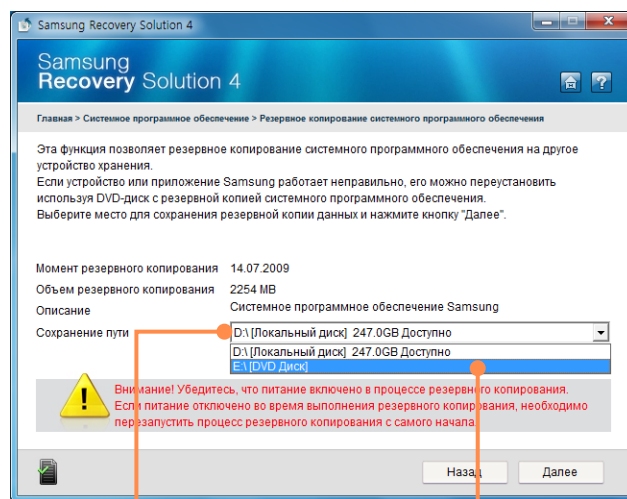 Samsung Recovery Solution 4
Samsung
Recovery Solution 4
Главная > Системное программное обеспечение > Резервное копирование системного программного обеспечения
Эта функция позволяет резервное копирование системного программного обеспечения на другое
устройство хранения.
Если устройство или приложение Samsung работает неправильно, его можно переустановить
используя DVD-диск с резервной копией системного программного обеспечения.
Выберите место для сохранения резервной копии данных и нажмите кнопку "Далее".
Момент резервного копирования 14.07.2009
Объем резервного копирования 2254 MB
Описание Системное программное обеспечение Samsung
Сохранение пути D:\ [Локальный диск] 247.0GB Доступно
D:\ [Локальный диск] 247.0GB Доступно
E:\ [DVD Диск]
Внимание! Убедитесь, что питание включено в процессе резервного копирования.
Если питание отключено во время выполнения резервного копирования, необходимо
перезапустить процесс резервного копирования с самого начала.
Назад Далее